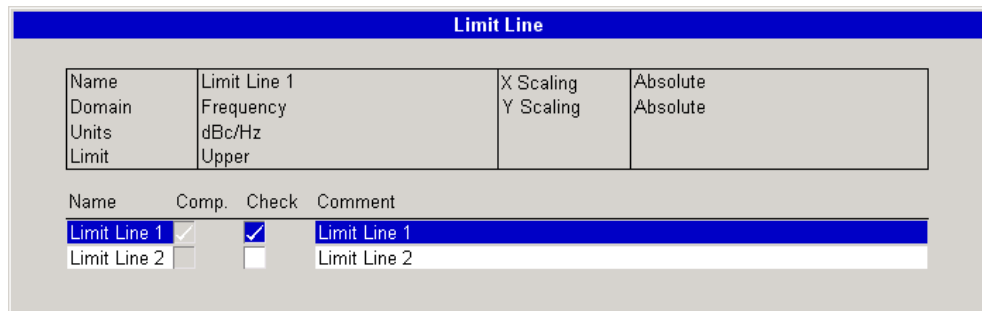 Limit Line
Name Limit Line 1 X Scaling Absolute
Domain Frequency Y Scaling Absolute
Units dBc/Hz
Limit Upper
Name Comp. Check Comment
Limit Line 1 Limit Line 1
Limit Line 2 Limit Line 2